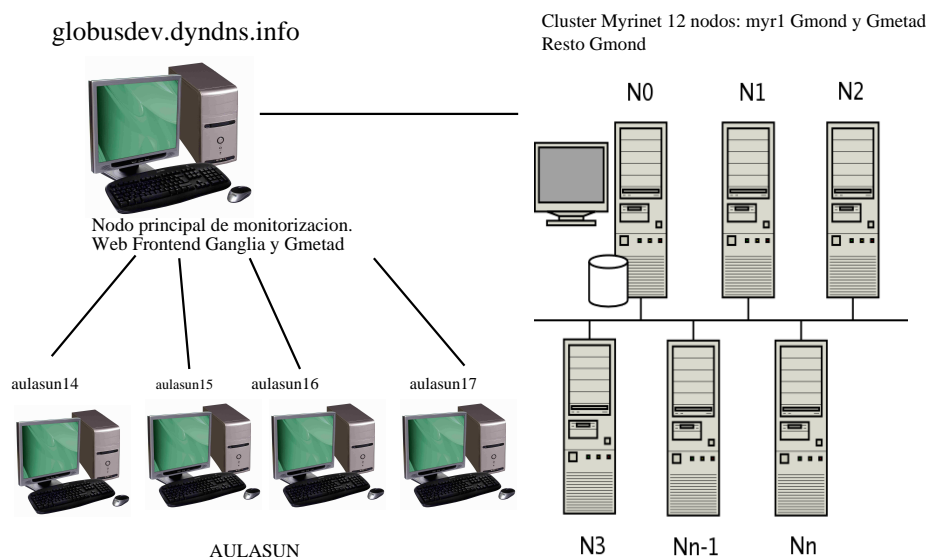 globusdev.dyndns.info
Cluster Myrinet 12 nodos: myr1 Gmond y Gmetad
Resto Gmond
N0
N1
N2
Nodo principal de monitorizacion.
Web Frontend Ganglia y Gmetad
aulasun14
aulasun15
aulasun16
aulasun17
AULASUN
N3
Nn-1
Nn